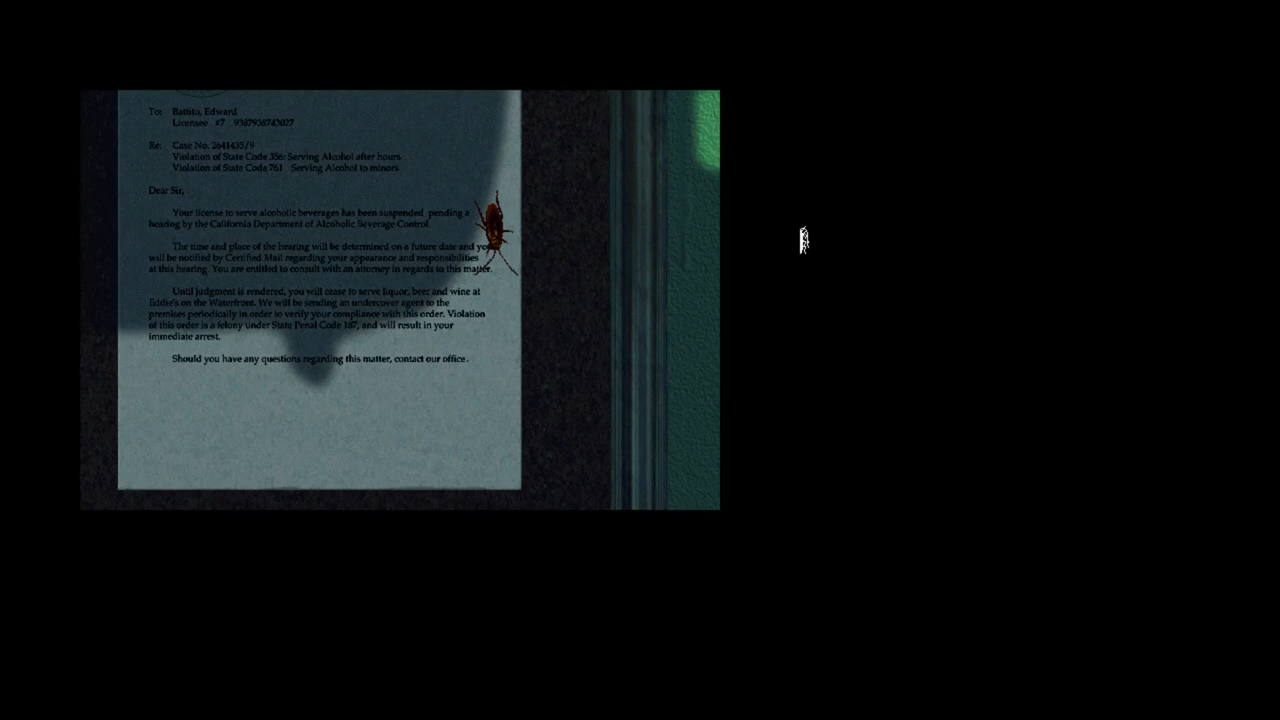 To: Battito, Edward
Licensee #7 9387938743027
Re: Case No. 2641435/9
Violation of State Code 356: Serving Alcohol after hours
Violation of State Code 761 Serving Alcohol to minors
Dear Sir,
Your license to serve alcoholic beverages has been suspended pending a
hearing by the California Department of Alcoholic Beverage Control.
The time and place of the hearing will be determined on a future date and you
will be notified by Certified Mail regarding your appearance and responsibilities
at this hearing. You are entitled to consult with an attorney in regards to this matter.
Until judgment is rendered, you will cease to serve liquor, beer and wine at
Eddie's on the Waterfront. We will be sending an undercover agent to the
premises periodically in order to verify your compliance with this order. Violation
of this order is a felony under State Penal Code 187, and will result in your
immediate arrest.
Should you have any questions regarding this matter, contact our office.